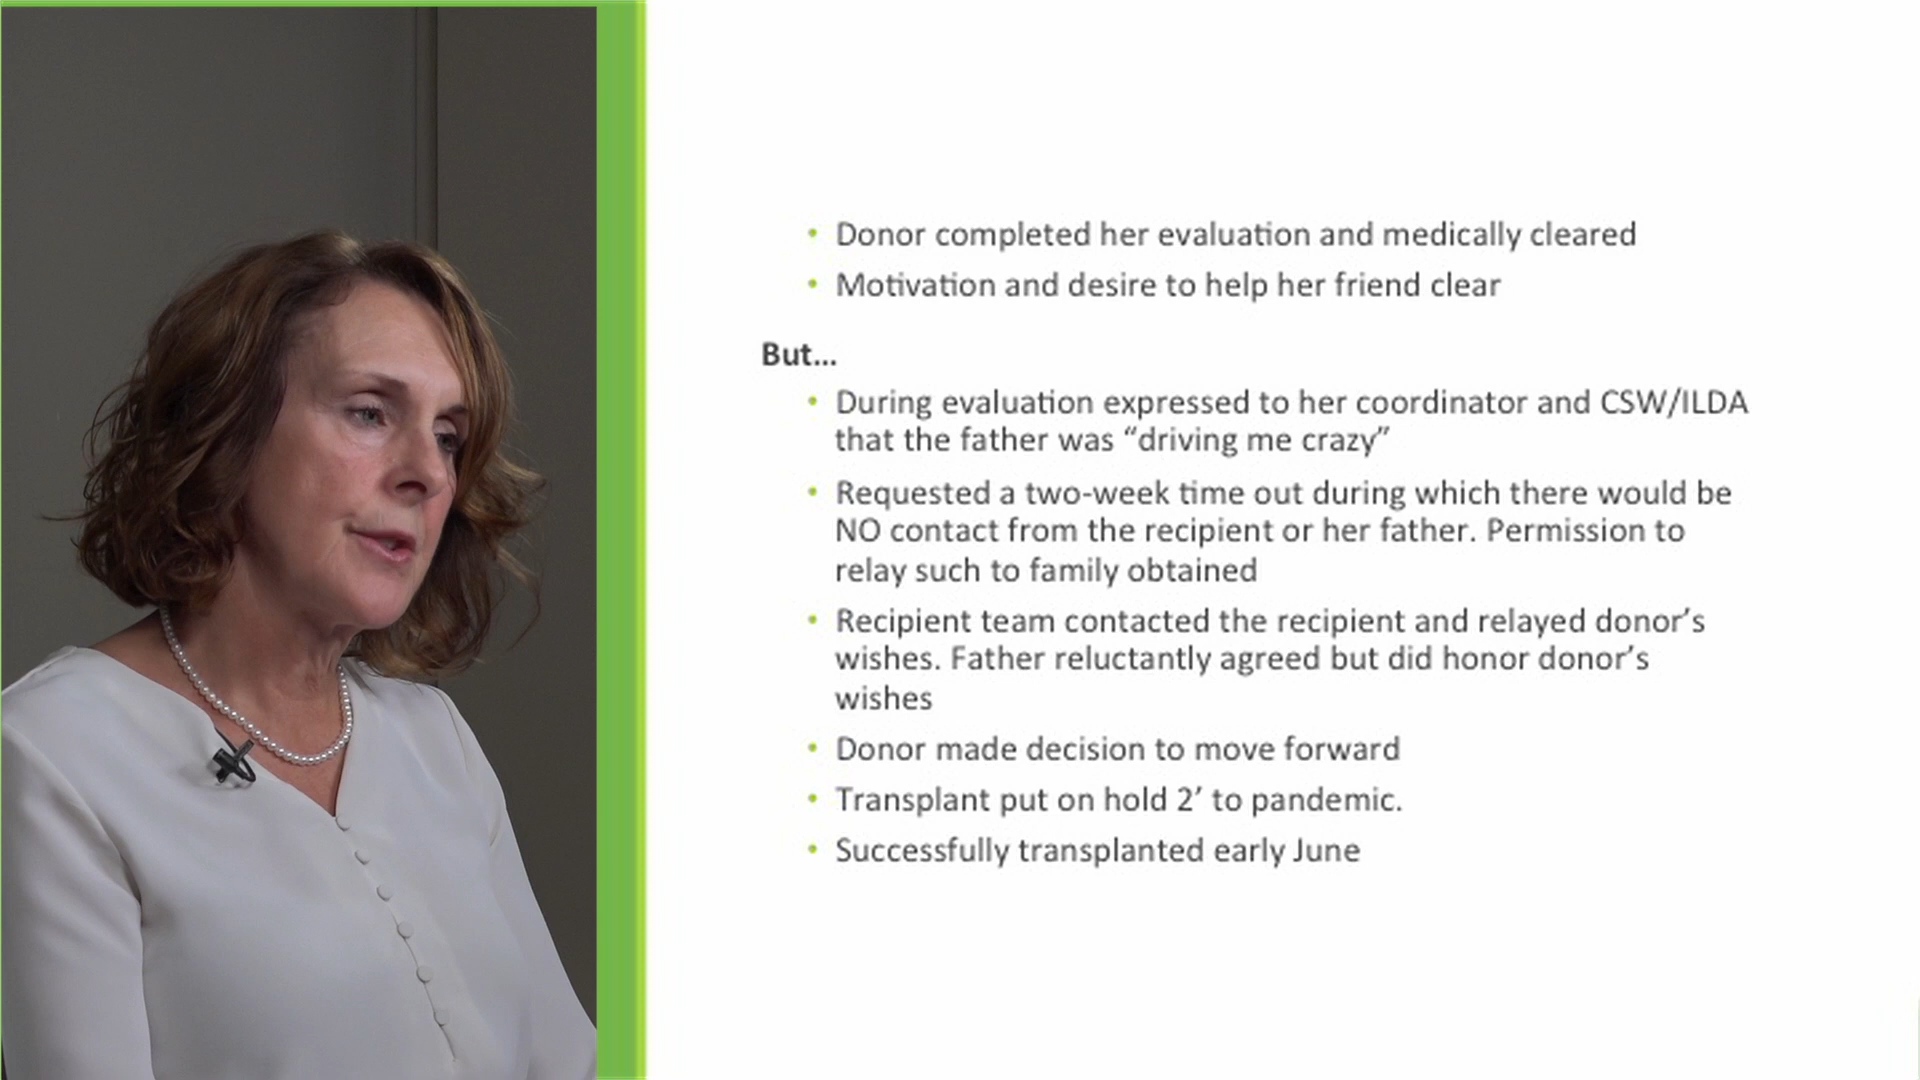 • Donor completed her evaluation and medically cleared
• Motivation and desire to help her friend clear
But...
• During evaluation expressed to her coordinator and CSW/ILDA
that the father was “driving me crazy”
• Requested a two-week time out during which there would be
NO contact from the recipient or her father. Permission to
relay such to family obtained
• Recipient team contacted the recipient and relayed donor’s
wishes. Father reluctantly agreed but did honor donor’s
wishes
• Donor made decision to move forward
• Transplant put on hold 2’ to pandemic.
• Successfully transplanted early June